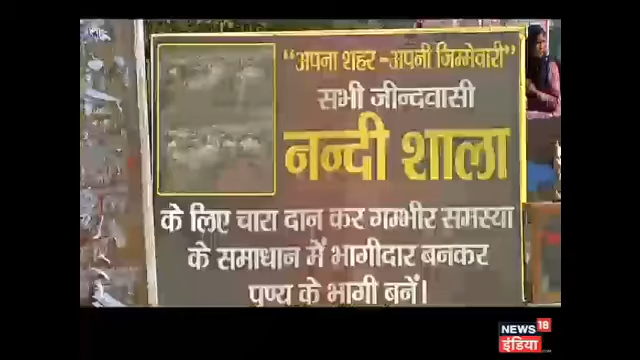 “अपना शहर -अपनी जिम्मेवारी”
सभी जीन्दवासी
नन्दी शाला
के लिए चारा दान कर गम्भीर समस्या
के समाधान में भागीदार बनकर
पुण्य के भागी बनें।
NEWS 18
इंडिया